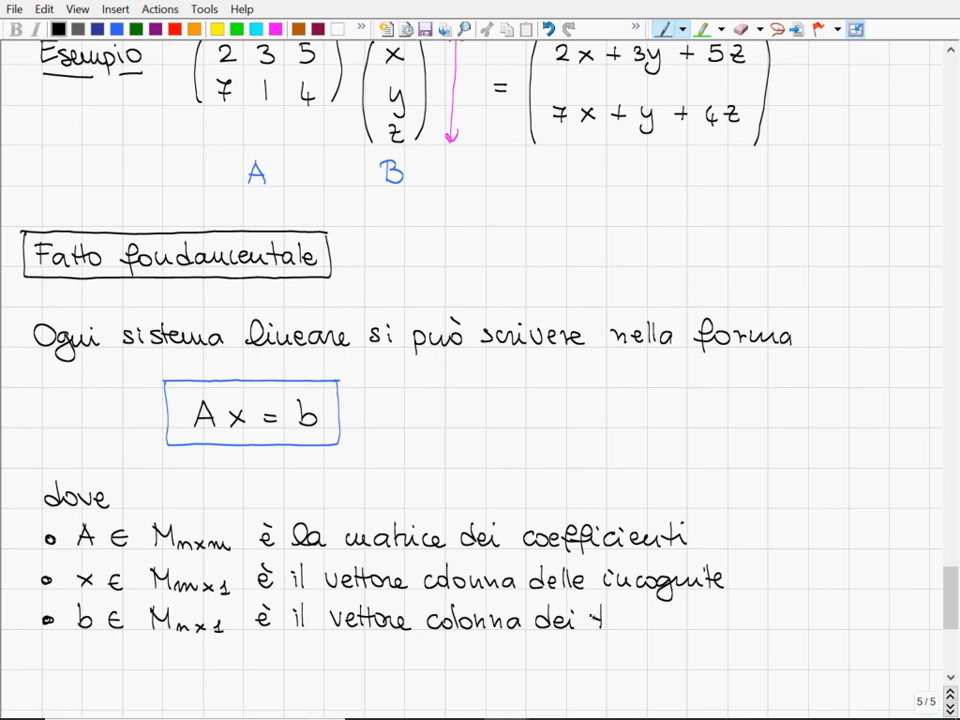 File Edit View Insert Actions Tools Help
B I »
Esempio ( 2 3 5 ) ( x ) ( 2x + 3y + 5z )
( 7 1 4 ) ( y ) = ( 7x + y + 4z )
( z )
A B
Fatto fondamentale
Ogni sistema lineare si può scrivere nella forma
A x = b
dove
• A ∈ Mn×m è la matrice dei coefficienti
• x ∈ Mm×1 è il vettore colonna delle incognite
• b ∈ Mn×1 è il vettore colonna dei
5/5